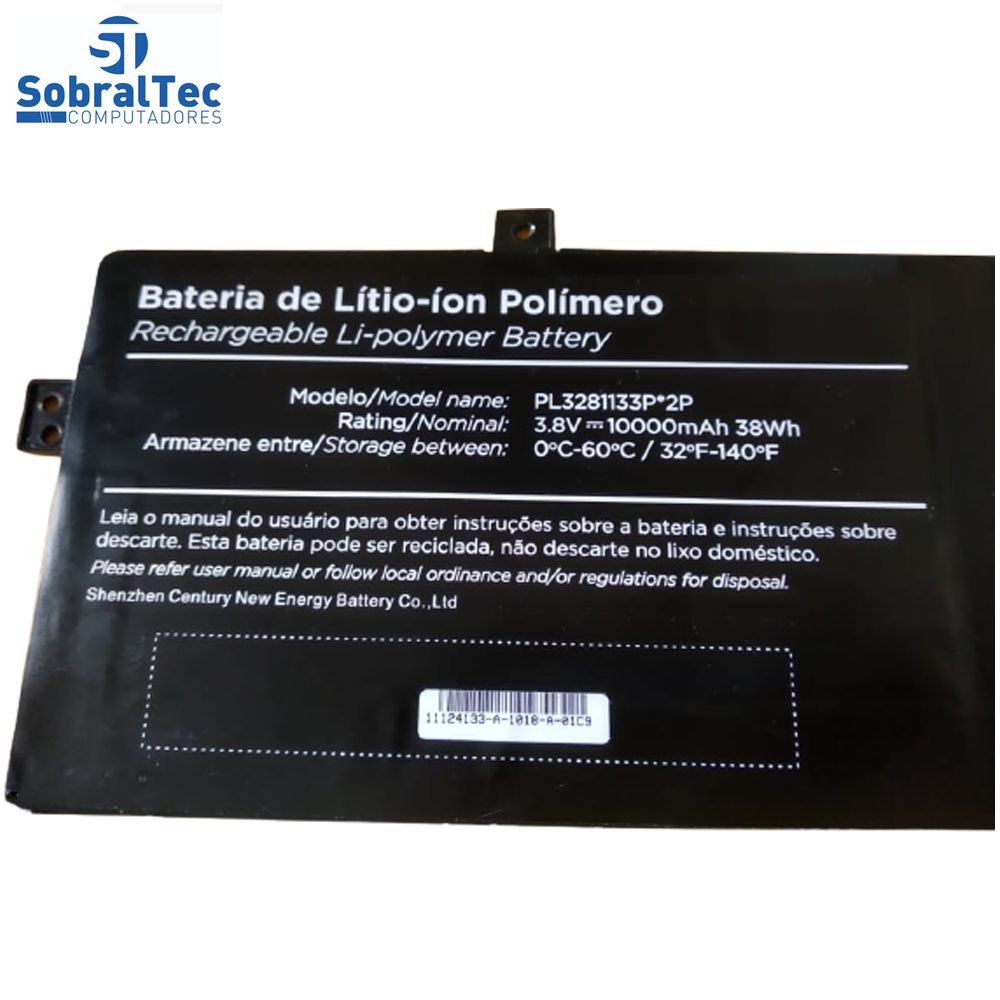 ST
SobralTec
COMPUTADORES
Bateria de Lítio-íon Polímero
Rechargeable Li-polymer Battery
Modelo/Model name: PL3281133P*2P
Rating/Nominal: 3.8V⎓10000mAh 38Wh
Armazene entre/Storage between: 0ºC-60ºC / 32ºF-140ºF
Leia o manual do usuário para obter instruções sobre a bateria e instruções sobre
descarte. Esta bateria pode ser reciclada, não descarte no lixo doméstico.
Please refer user manual or follow local ordinance and/or regulations for disposal.
Shenzhen Century New Energy Battery Co.,Ltd
11124133-A-1018-A-01C9